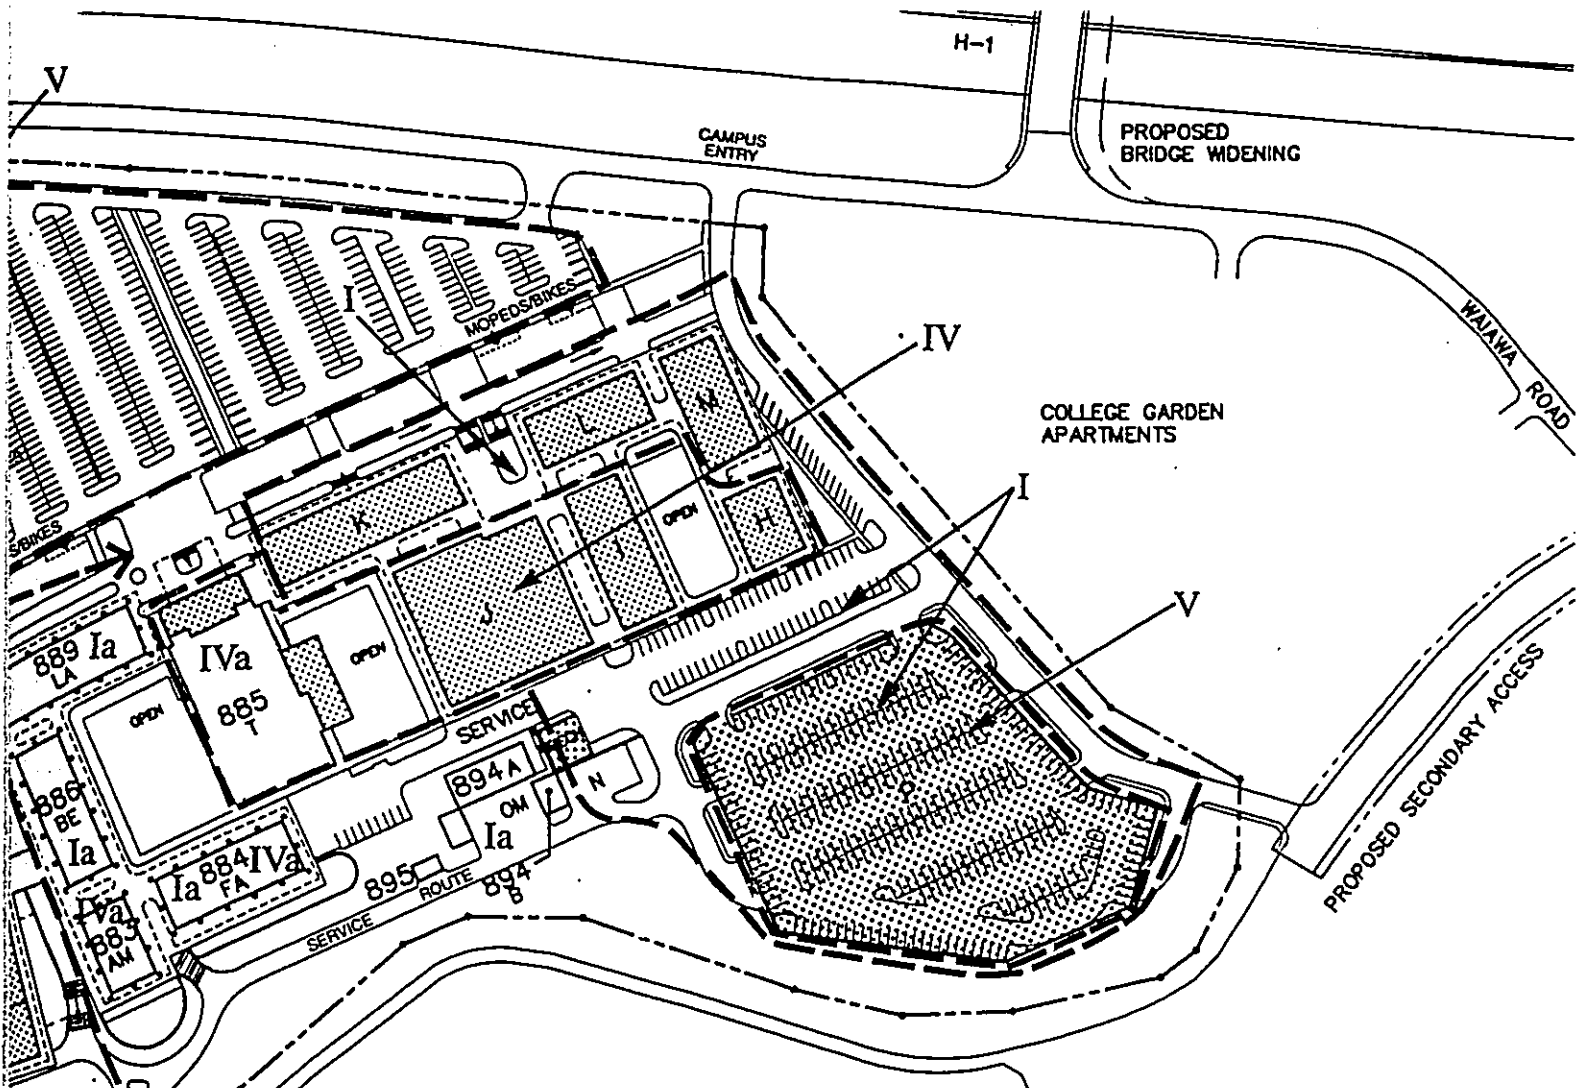 H-1
V
CAMPUS
ENTRY
PROPOSED
BRIDGE WIDENING
I
MOPEDS/BIKES
IV
WAIAWA
ROAD
COLLEGE GARDEN
APARTMENTS
M
L
I
K
OPEN
H
S/BIKES
I
J
V
889 Ia
LA
IVa
OPEN
885
T
OPEN
SERVICE
PROPOSED SECONDARY ACCESS
894 A
N
OM
P
886
BE
Ia
Ia
884 IVa
FA
895
ROUTE
894
B
IVa
883
AM
SERVICE